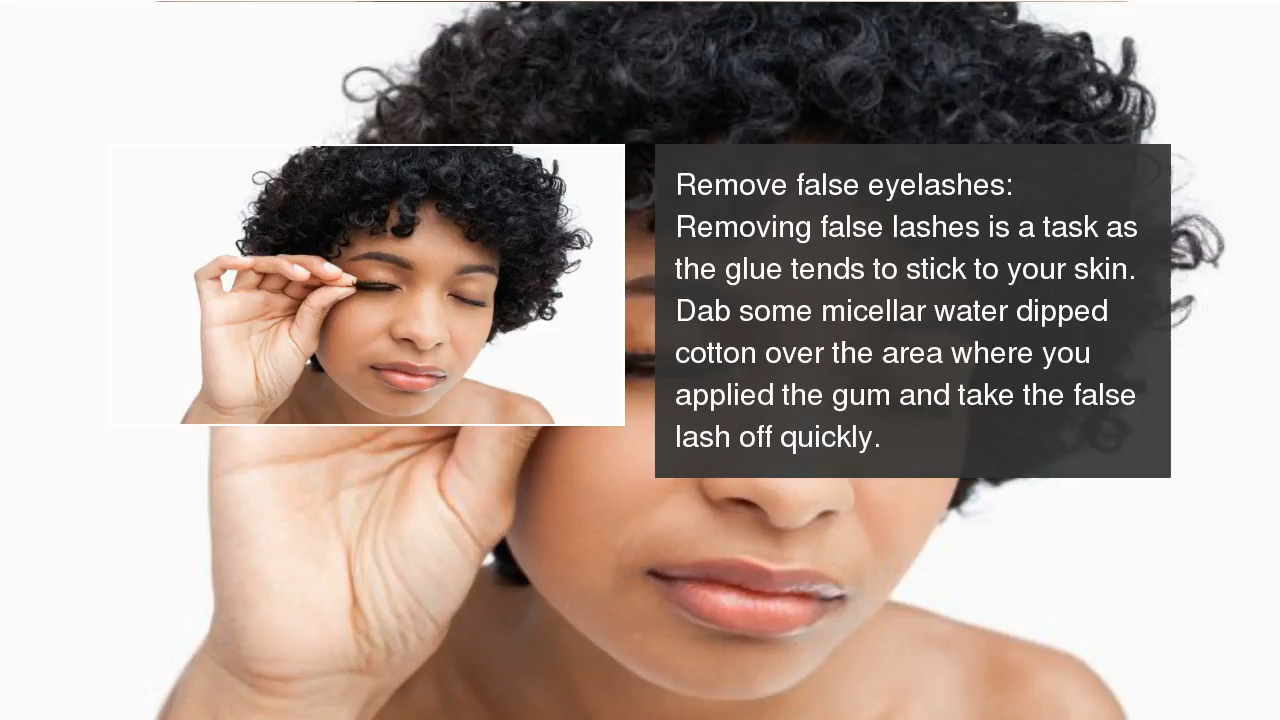 Remove false eyelashes:
Removing false lashes is a task as
the glue tends to stick to your skin.
Dab some micellar water dipped
cotton over the area where you
applied the gum and take the false
lash off quickly.